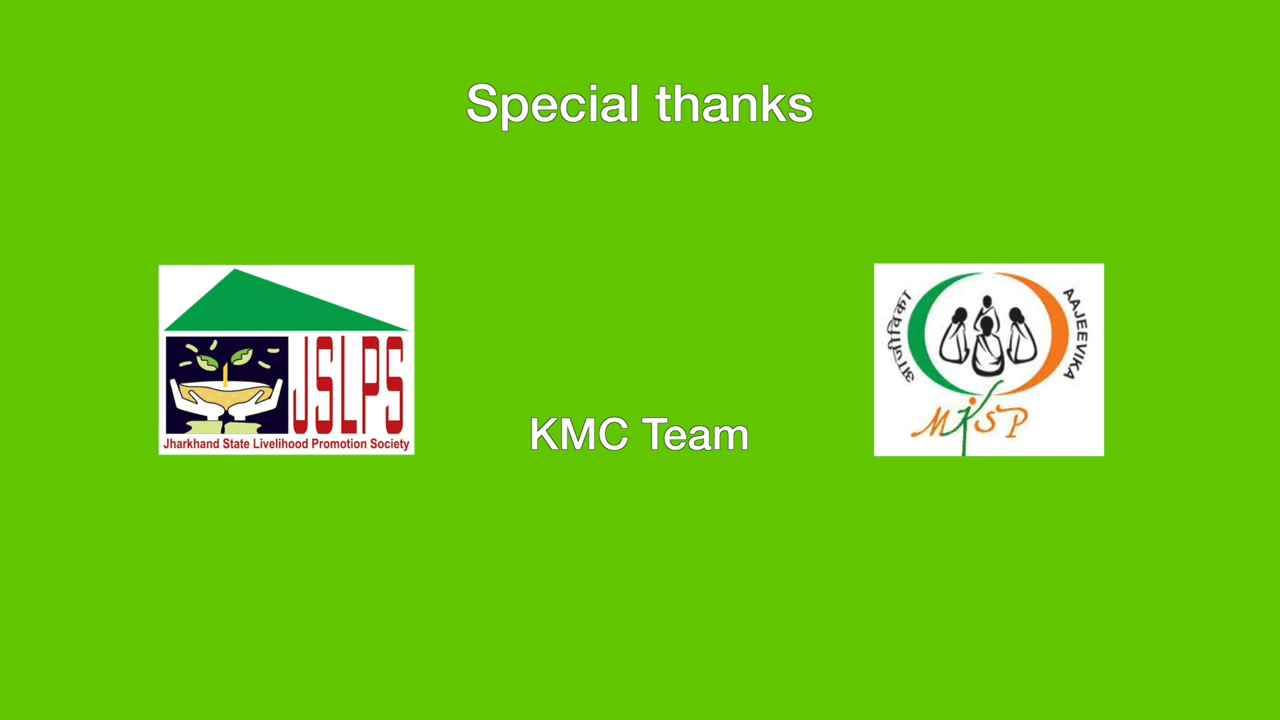 Special thanks
JSLPS
Jharkhand State Livelihood Promotion Society
आजीविका
AAJEEVIKA
MKSP
KMC Team